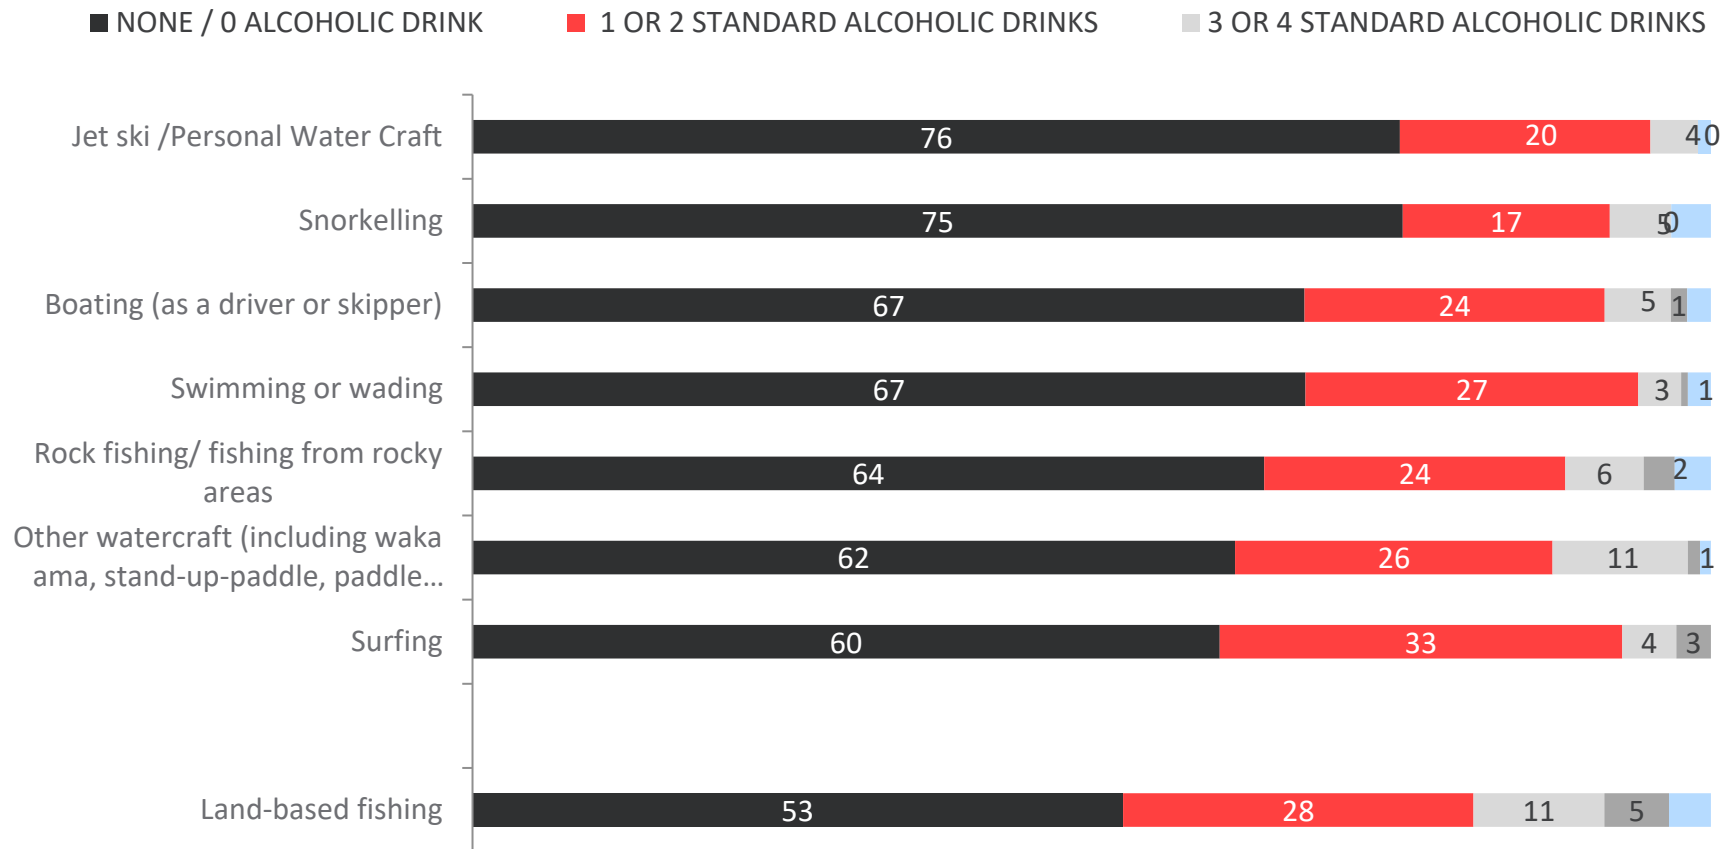 NONE / 0 ALCOHOLIC DRINK 1 OR 2 STANDARD ALCOHOLIC DRINKS 3 OR 4 STANDARD ALCOHOLIC DRINKS
Jet ski /Personal Water Craft 76 20 4 0
Snorkelling 75 17 5 0
Boating (as a driver or skipper) 67 24 5 1
Swimming or wading 67 27 3 1
Rock fishing/ fishing from rocky
areas 64 24 6 2
Other watercraft (including waka
ama, stand-up-paddle, paddle... 62 26 11 1
Surfing 60 33 4 3
Land-based fishing 53 28 11 5